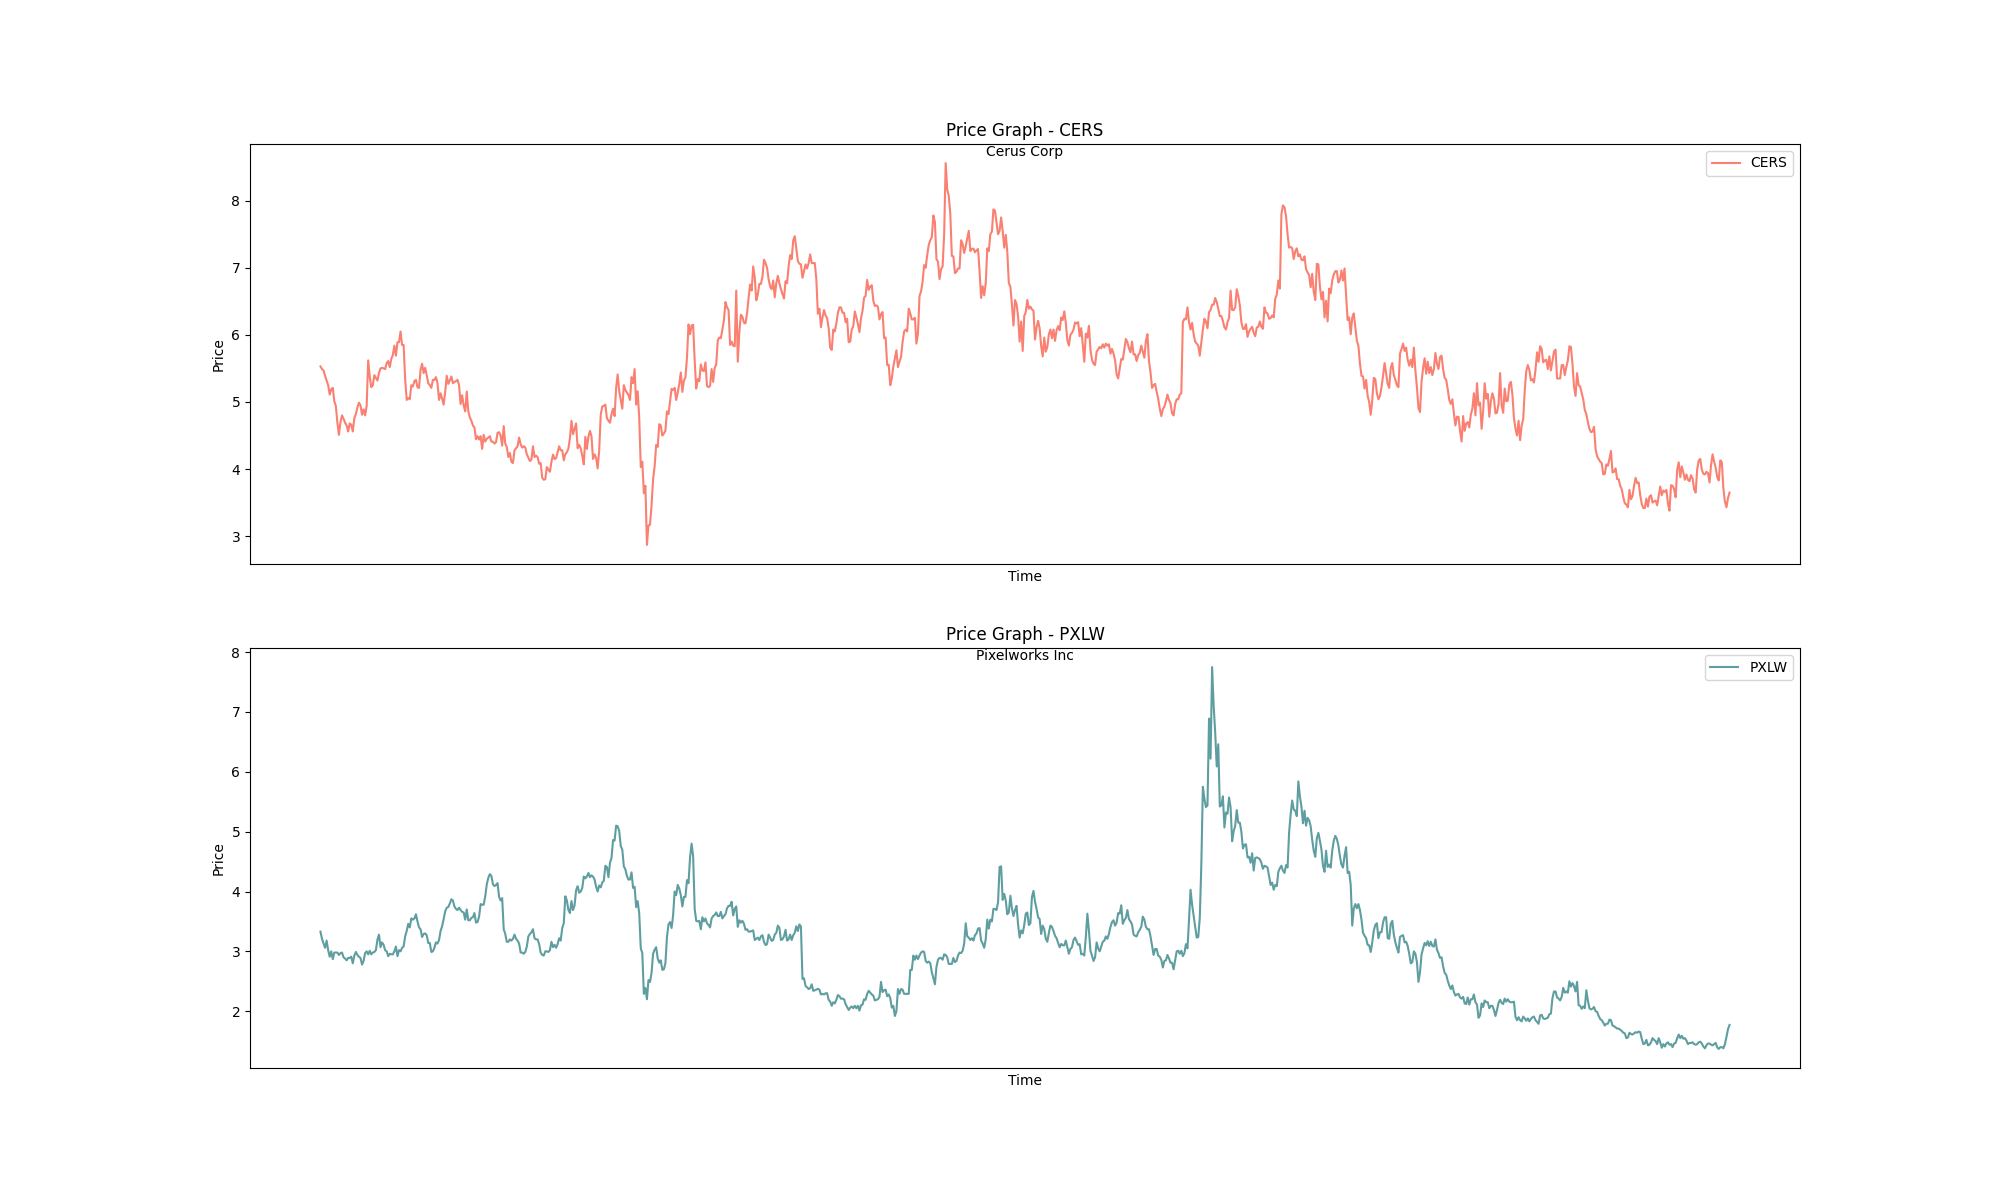 Price Graph - CERS
Cerus Corp
CERS
8
7
6
5
4
3
Price
Time
Price Graph - PXLW
Pixelworks Inc
PXLW
8
7
6
5
4
3
2
Price
Time